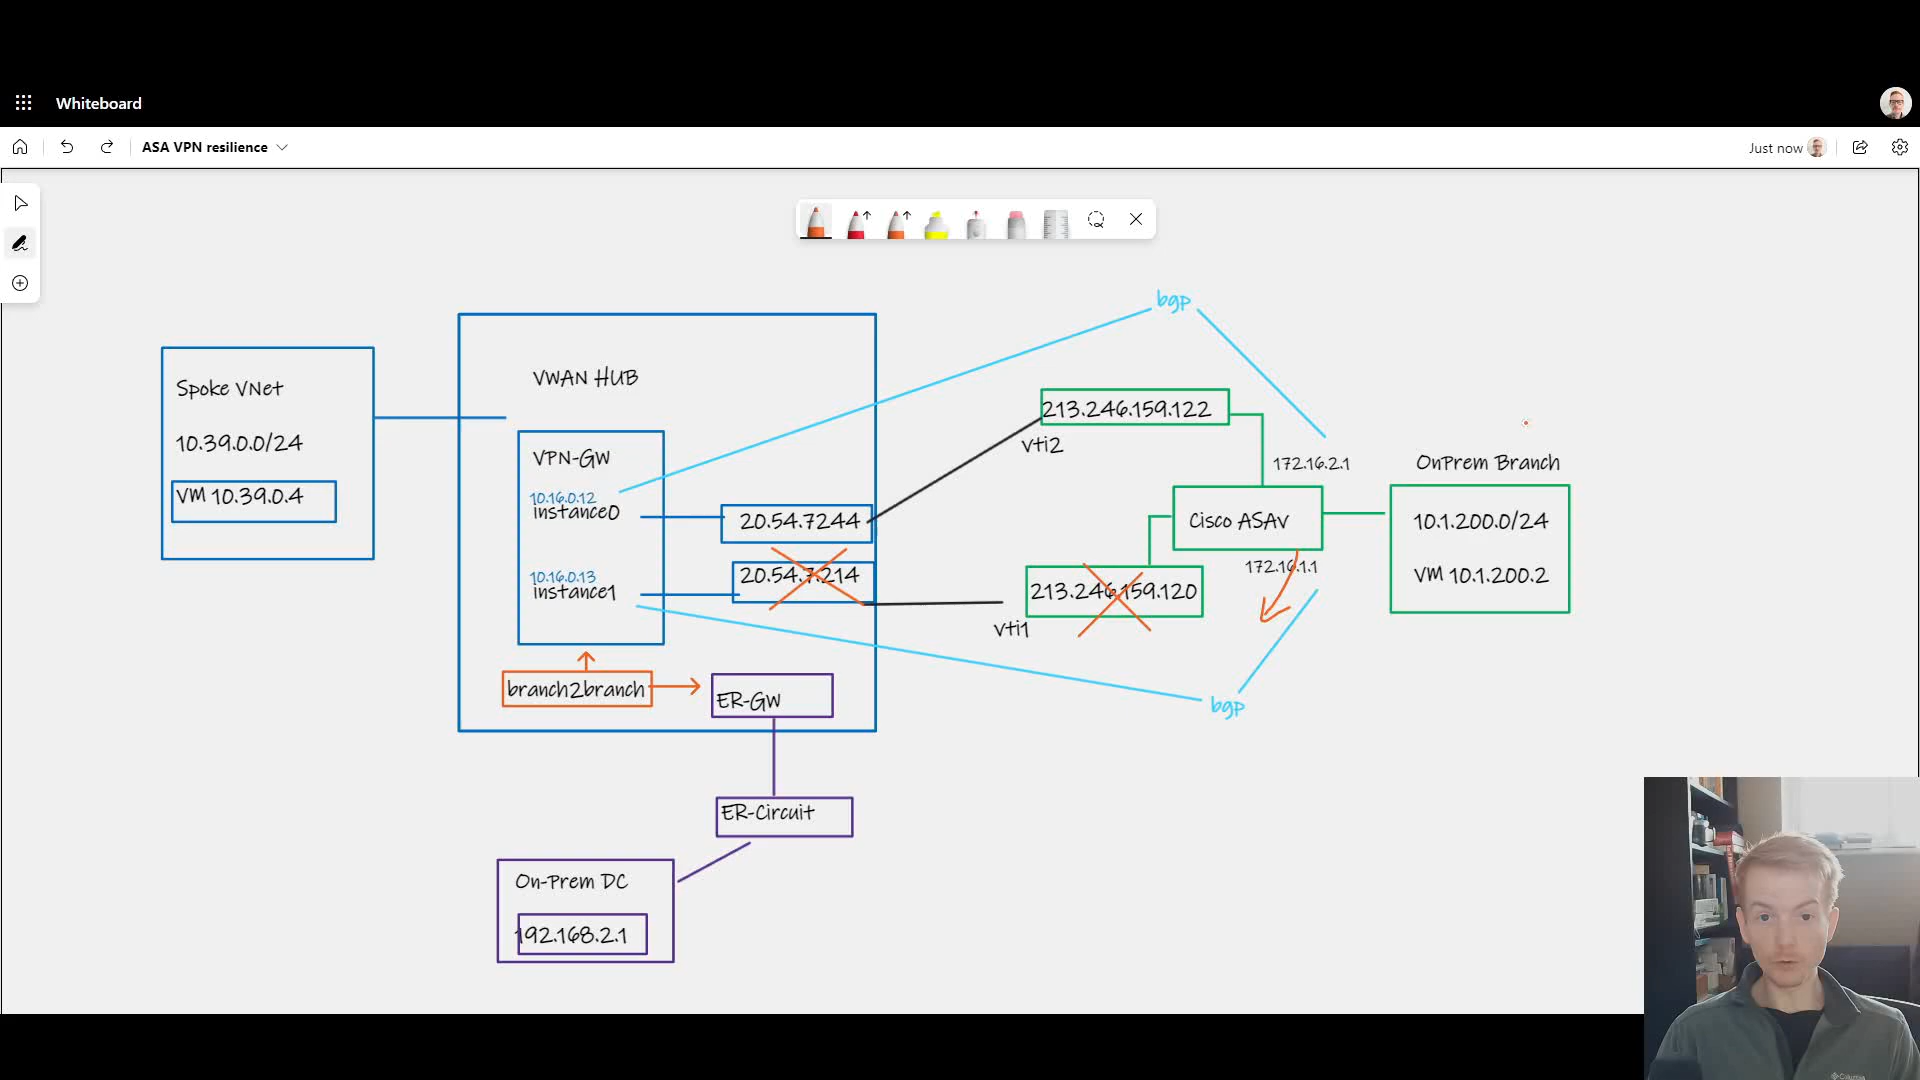 Whiteboard
ASA VPN resilience
Just now
bgp
VWAN HUB
Spoke VNet
10.39.0.0/24
VM 10.39.0.4
VPN-GW
10.16.0.12
instance0
10.16.0.13
instance1
20.54.7244
20.54.7.214
213.246.159.122
vti2
172.16.2.1
OnPrem Branch
Cisco ASAv
10.1.200.0/24
172.16.1.1
VM 10.1.200.2
213.246.159.120
vti1
branch2branch
ER-GW
bgp
ER-Circuit
On-Prem DC
192.168.2.1
Columbia